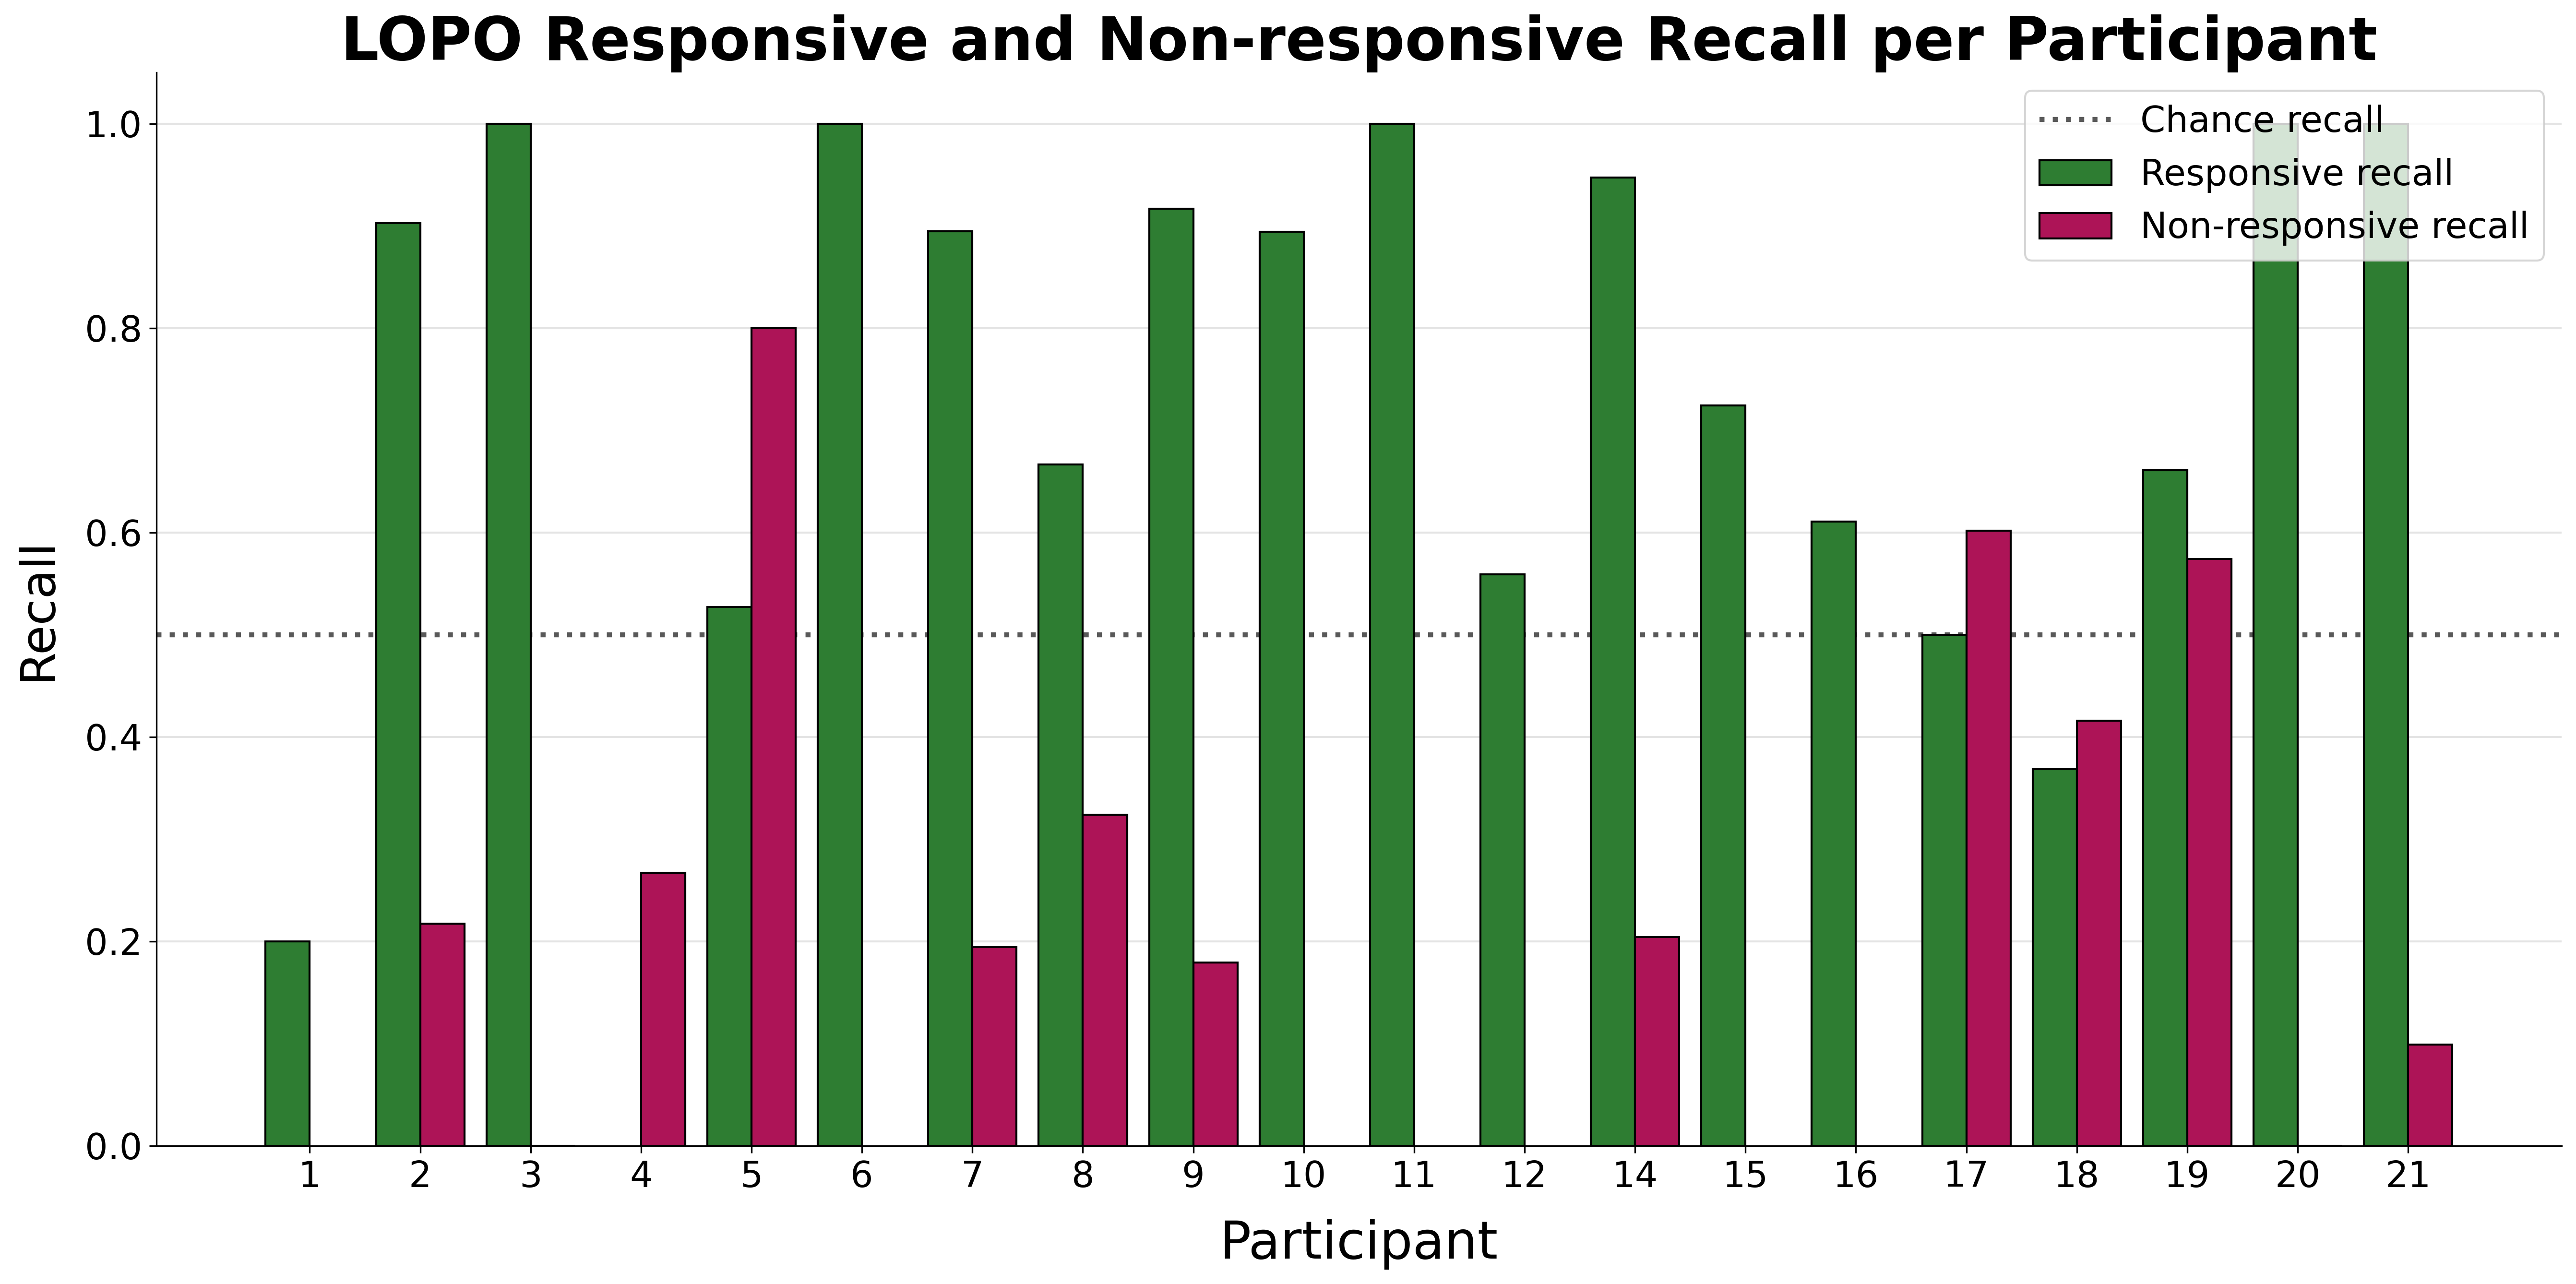 LOPO Responsive and Non-responsive Recall per Participant
Chance recall
Responsive recall
Non-responsive recall
Recall
1.0
0.8
0.6
0.4
0.2
0.0
1 2 3 4 5 6 7 8 9 10 11 12 14 15 16 17 18 19 20 21
Participant